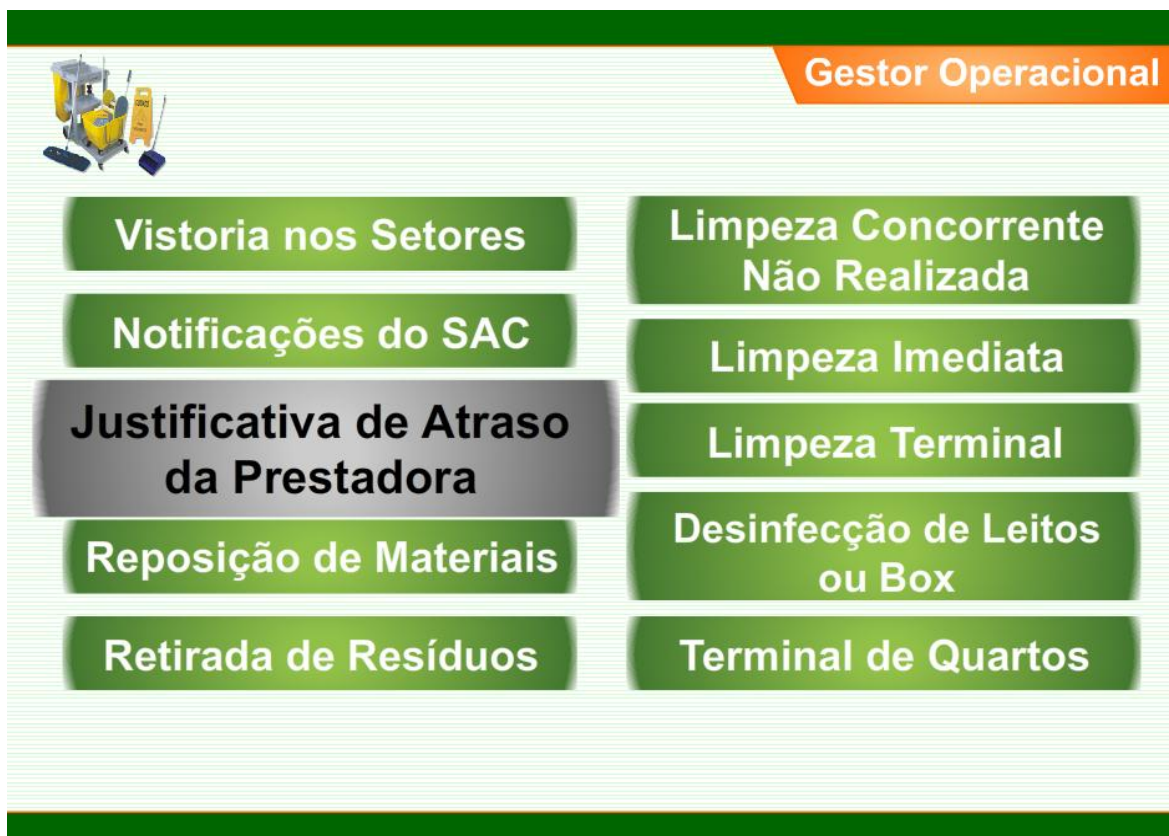 Gestor Operacional
Vistoria nos Setores
Notificações do SAC
Justificativa de Atraso
da Prestadora
Reposição de Materiais
Retirada de Resíduos
Limpeza Concorrente
Não Realizada
Limpeza Imediata
Limpeza Terminal
Desinfecção de Leitos
ou Box
Terminal de Quartos